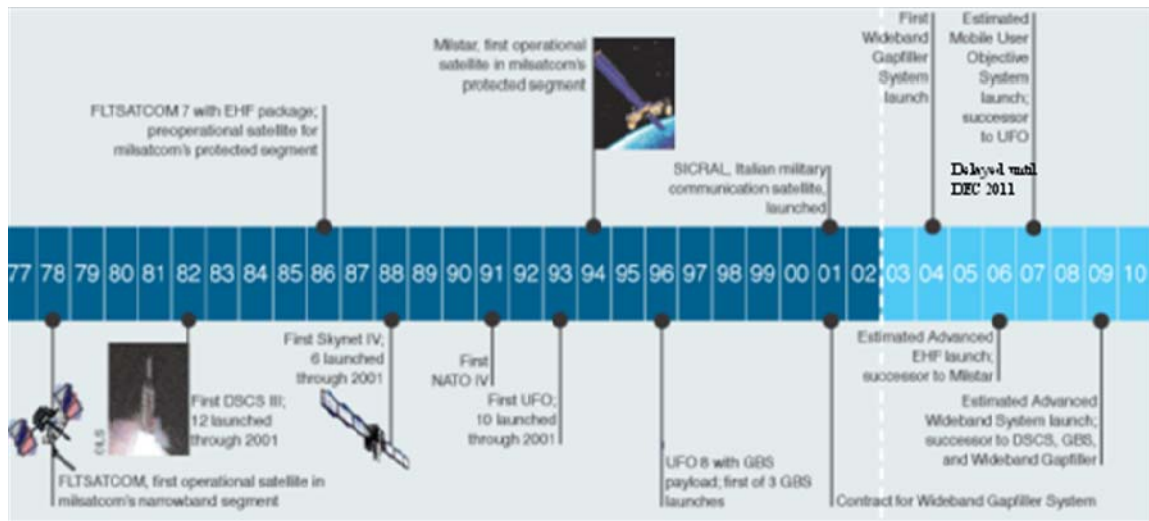 First
Wideband
Gapfiller
System
launch
Estimated
Mobile User
Objective
System
launch;
successor
to UFO
Delayed until
DEC 2011
Milstar, first operational
satellite in milsatcom's
protected segment
FLTSATCOM 7 with EHF package;
preoperational satellite for
milsatcom's protected segment
SICRAL, Italian military
communication satellite,
launched
77 78 79 80 81 82 83 84 85 86 87 88 89 90 91 92 93 94 95 96 97 98 99 00 01 02 03 04 05 06 07 08 09 10
First Skynet IV;
6 launched
through 2001
First
NATO IV
Estimated Advanced
EHF launch;
successor to Milstar
First DSCS III;
12 launched
through 2001
First UFO;
10 launched
through 2001
Estimated Advanced
Wideband System launch;
successor to DSCS, GBS,
and Wideband Gapfiller
UFO 8 with GBS
payload; first of 3 GBS
launches
FLTSATCOM, first operational satellite in
milsatcom's narrowband segment
Contract for Wideband Gapfiller System